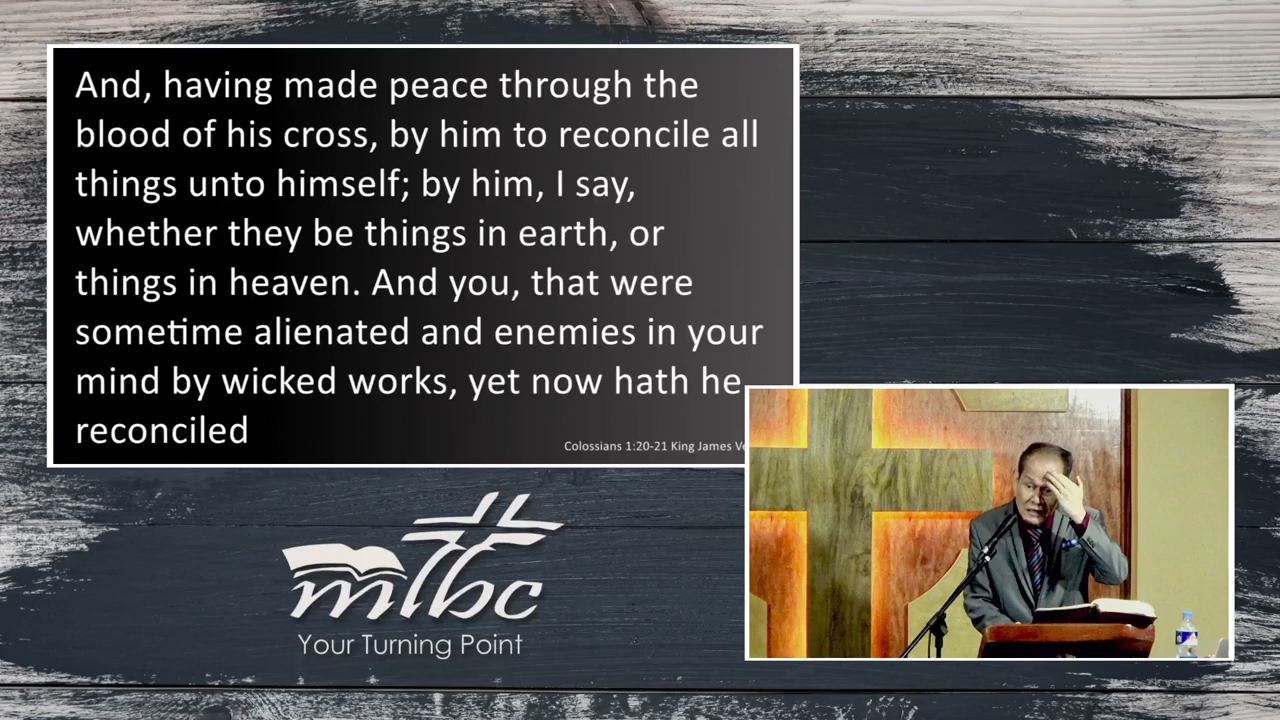 And, having made peace through the
blood of his cross, by him to reconcile all
things unto himself; by him, I say,
whether they be things in earth, or
things in heaven. And you, that were
sometime alienated and enemies in your
mind by wicked works, yet now hath he
reconciled
Colossians 1:20-21 King James
mtbc
Your Turning Point